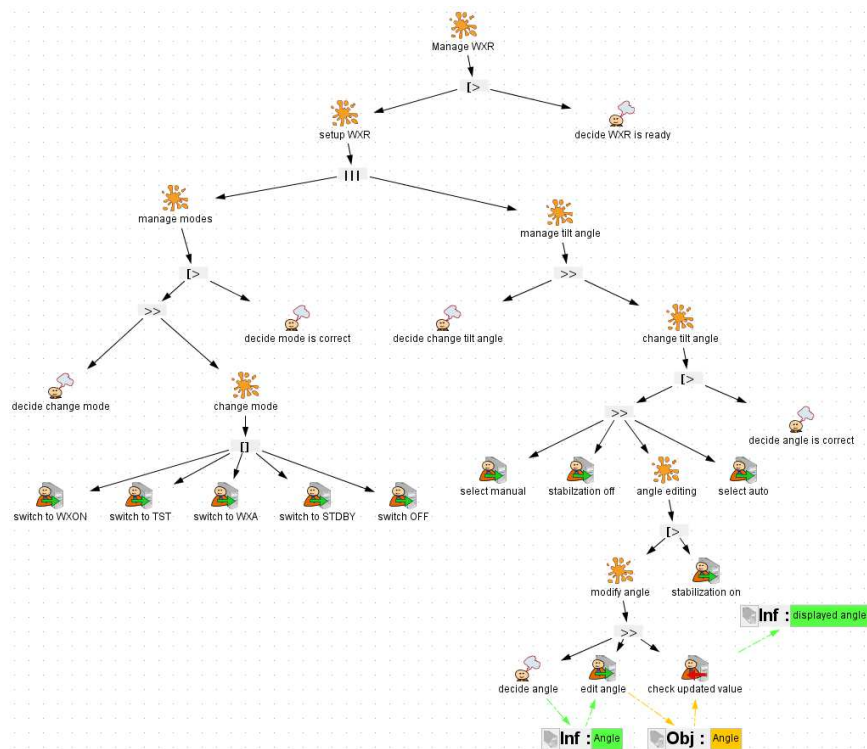 Manage WXR
[>
setup WXR
decide WXR is ready
|||
manage modes
manage tilt angle
[>
>>
>>
decide mode is correct
decide change tilt angle
change tilt angle
decide change mode
change mode
[>
>>
decide angle is correct
[]
select manual
stabilzation off
angle editing
select auto
switch to WXON
switch to TST
switch to WXA
switch to STDBY
switch OFF
[>
modify angle
stabilization on
Inf : displayed angle
>>
decide angle
edit angle
check updated value
Inf : Angle
Obj : Angle